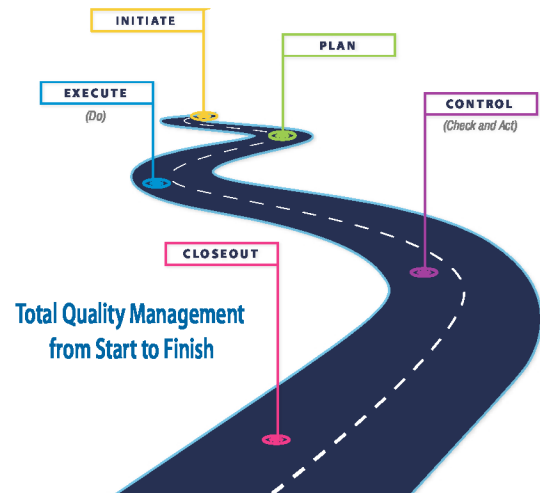 INITIATE
PLAN
EXECUTE
(Do)
CONTROL
(Check and Act)
CLOSEOUT
Total Quality Management
from Start to Finish